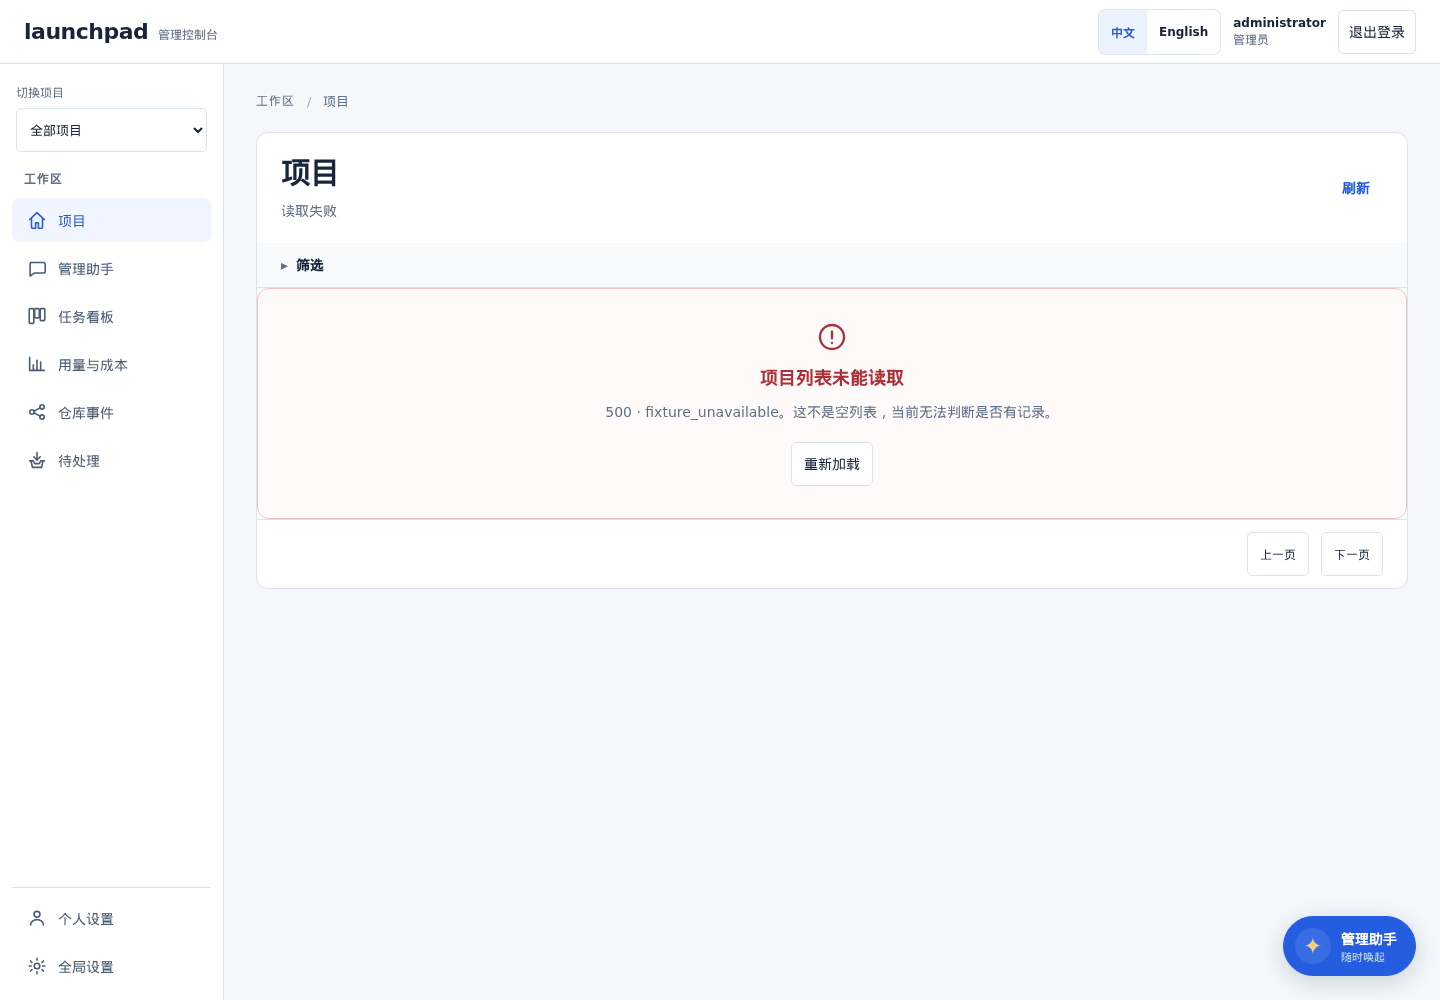 launchpad 管理控制台
中文 English
administrator
管理员
退出登录
切换项目
全部项目
工作区
项目
管理助手
任务看板
用量与成本
仓库事件
待处理
个人设置
全局设置
工作区 / 项目
项目
读取失败
刷新
▸ 筛选
项目列表未能读取
500 · fixture_unavailable。这不是空列表，当前无法判断是否有记录。
重新加载
上一页 下一页
管理助手
随时唤起